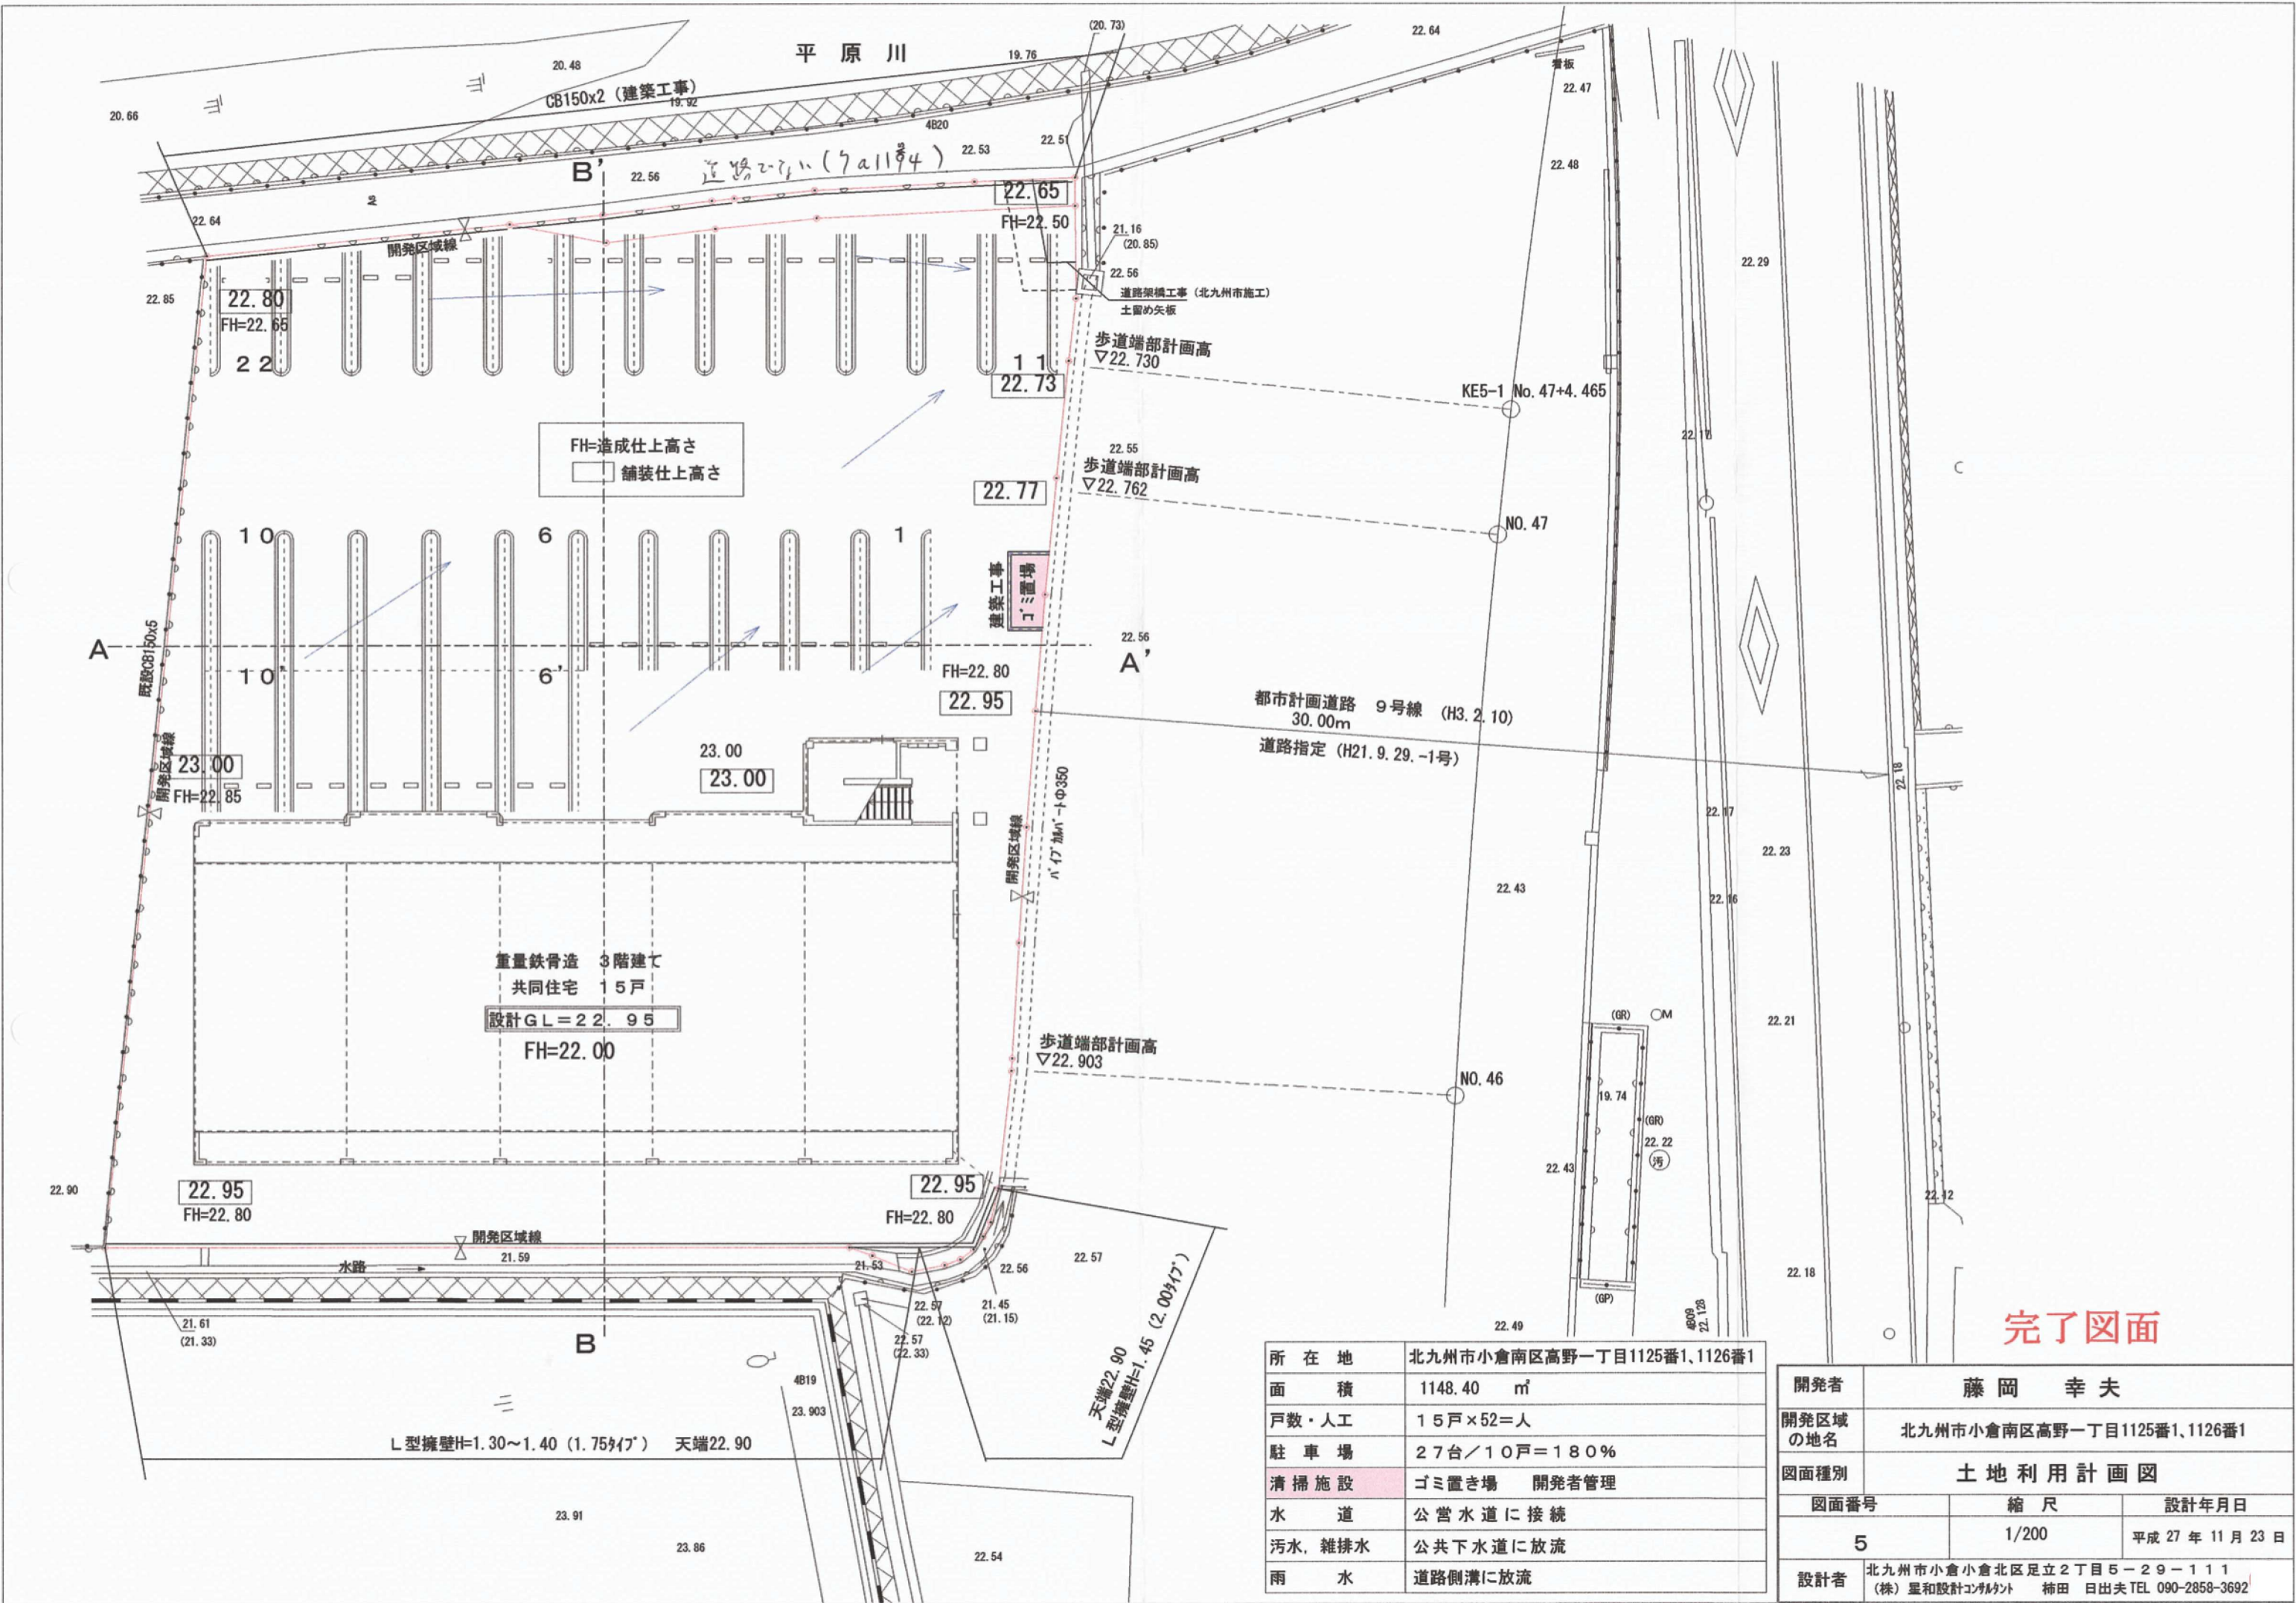 平原川
(20.73)
22.64
19.76
20.48
20.66
CB150x2（建築工事）
19.92
看板
22.47
4B20
22.53
22.51
22.48
B'
22.56
道路でない
AS
22.64
22.65
FH=22.50
開発区域線
21.16
(20.85)
22.56
22.29
22.85
22.80
FH=22.65
道路架橋工事（北九州市施工）
土留め矢板
歩道端部計画高
▽22.730
22
11
22.73
KE5-1 No.47+4.465
FH=造成仕上高さ
舗装仕上高さ
22.17
22.55
歩道端部計画高
▽22.762
22.77
NO.47
10
6
1
建築工事
ゴミ置場
既設CB150x5
A
22.56
A'
10'
6'
FH=22.80
22.95
都市計画道路 9号線 (H3.2.10)
30.00m
道路指定（H21.9.29.-1号）
開発区域線
23.00
FH=22.85
23.00
23.00
22.18
パイプカルバートΦ350
開発区域線
22.17
22.23
22.43
22.16
重量鉄骨造 3階建て
共同住宅 15戸
設計GL=22.95
FH=22.00
(GR)
M
22.21
歩道端部計画高
▽22.903
NO.46
19.74
(GR)
22.22
汚
22.43
22.90
22.95
FH=22.80
22.95
FH=22.80
22.12
開発区域線
21.59
水路
21.53
22.56
22.57
22.18
(GP)
21.61
(21.33)
22.57
(22.12)
21.45
(21.15)
22.57
(22.33)
B
22.49
4B09
22.128
天端22.90
L型擁壁H=1.45（2.00タイプ）
4B19
23.903
L型擁壁H=1.30～1.40（1.75タイプ） 天端22.90
23.91
23.86
22.54
完了図面
所在地 北九州市小倉南区高野一丁目1125番1、1126番1
面積 1148.40 ㎡
戸数・人工 15戸×52=人
駐車場 27台／10戸=180%
清掃施設 ゴミ置き場 開発者管理
水道 公営水道に接続
汚水, 雑排水 公共下水道に放流
雨水 道路側溝に放流
開発者 藤岡 幸夫
開発区域の地名 北九州市小倉南区高野一丁目1125番1、1126番1
図面種別 土地利用計画図
図面番号 縮尺 設計年月日
5 1/200 平成 27 年 11 月 23 日
設計者 北九州市小倉小倉北区足立2丁目5-29-111
（株）星和設計コンサルタント 柿田 日出夫 TEL 090-2858-3692